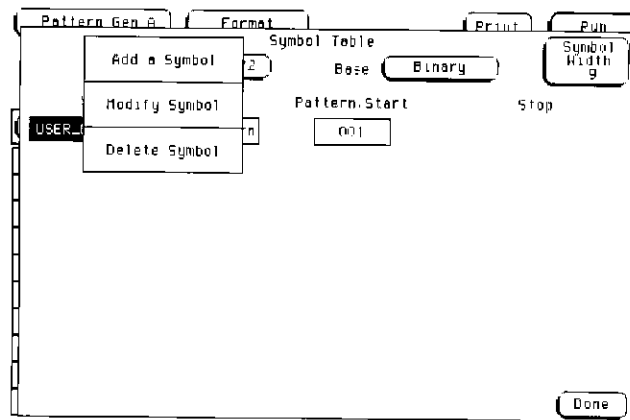 Pattern Gen A Format Print Run
Symbol Table
Add a Symbol 2 Base Binary Symbol Width 9
Modify Symbol Pattern/Start Stop
USER_ n 001
Delete Symbol
Done